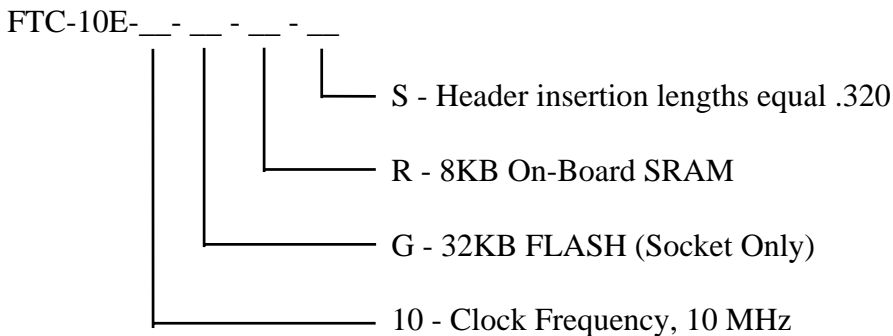 FTC-10E-__- __ - __ - __
S - Header insertion lengths equal .320
R - 8KB On-Board SRAM
G - 32KB FLASH (Socket Only)
10 - Clock Frequency, 10 MHz